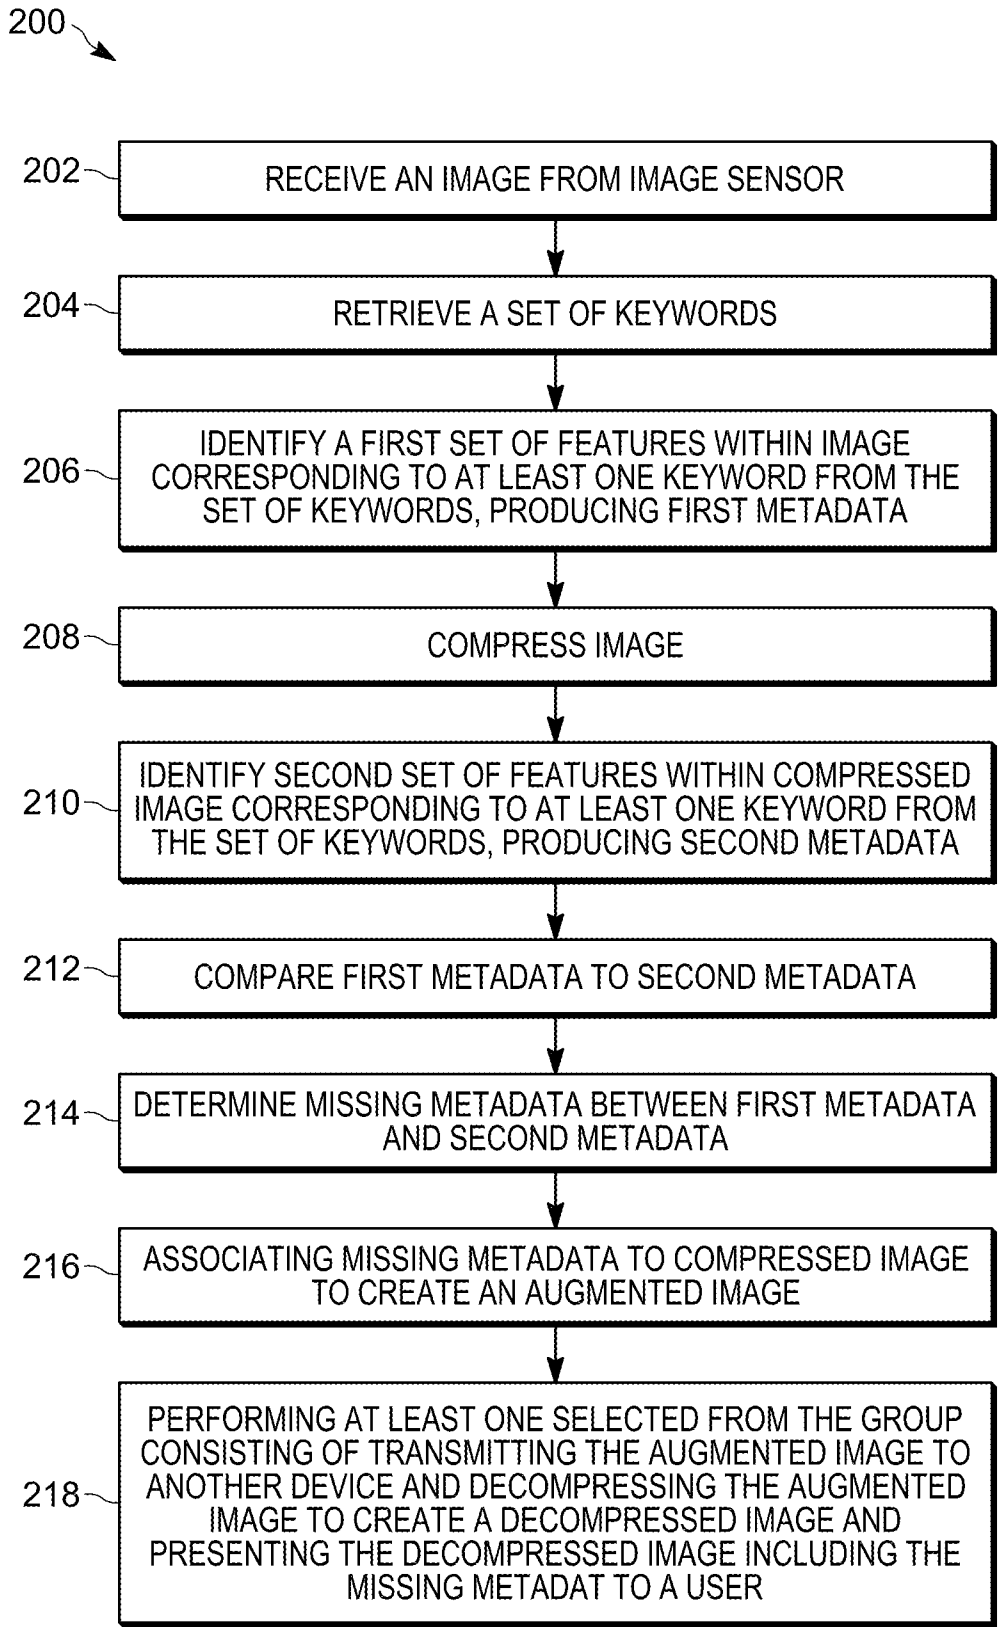 200
202
RECEIVE AN IMAGE FROM IMAGE SENSOR
204
RETRIEVE A SET OF KEYWORDS
206
IDENTIFY A FIRST SET OF FEATURES WITHIN IMAGE
CORRESPONDING TO AT LEAST ONE KEYWORD FROM THE
SET OF KEYWORDS, PRODUCING FIRST METADATA
208
COMPRESS IMAGE
210
IDENTIFY SECOND SET OF FEATURES WITHIN COMPRESSED
IMAGE CORRESPONDING TO AT LEAST ONE KEYWORD FROM
THE SET OF KEYWORDS, PRODUCING SECOND METADATA
212
COMPARE FIRST METADATA TO SECOND METADATA
214
DETERMINE MISSING METADATA BETWEEN FIRST METADATA
AND SECOND METADATA
216
ASSOCIATING MISSING METADATA TO COMPRESSED IMAGE
TO CREATE AN AUGMENTED IMAGE
218
PERFORMING AT LEAST ONE SELECTED FROM THE GROUP
CONSISTING OF TRANSMITTING THE AUGMENTED IMAGE TO
ANOTHER DEVICE AND DECOMPRESSING THE AUGMENTED
IMAGE TO CREATE A DECOMPRESSED IMAGE AND
PRESENTING THE DECOMPRESSED IMAGE INCLUDING THE
MISSING METADAT TO A USER